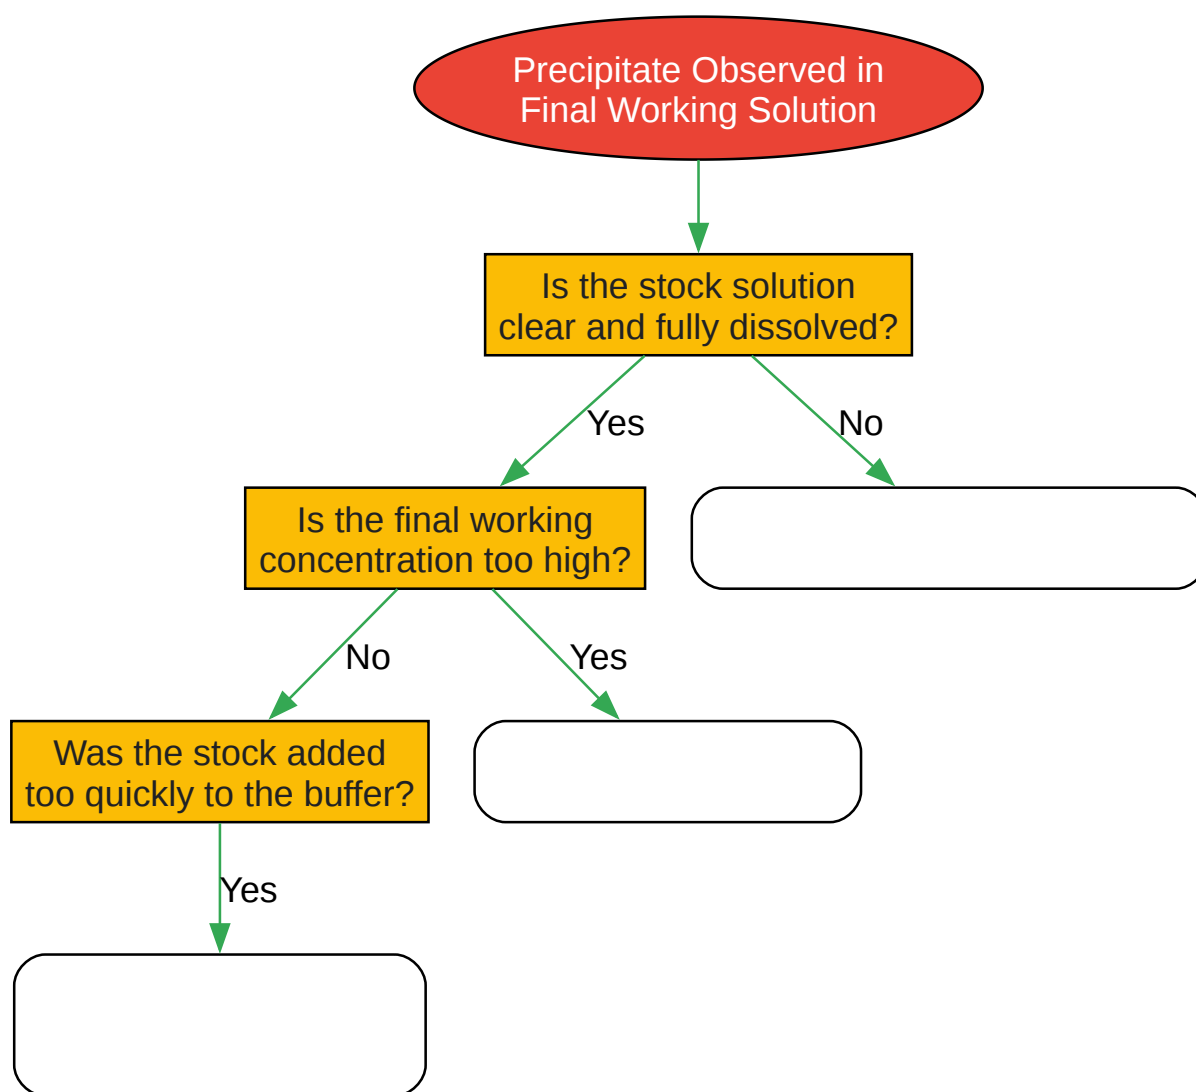 Precipitate Observed in
Final Working Solution
Is the stock solution
clear and fully dissolved?
Yes
No
Is the final working
concentration too high?
No
Yes
Was the stock added
too quickly to the buffer?
Yes